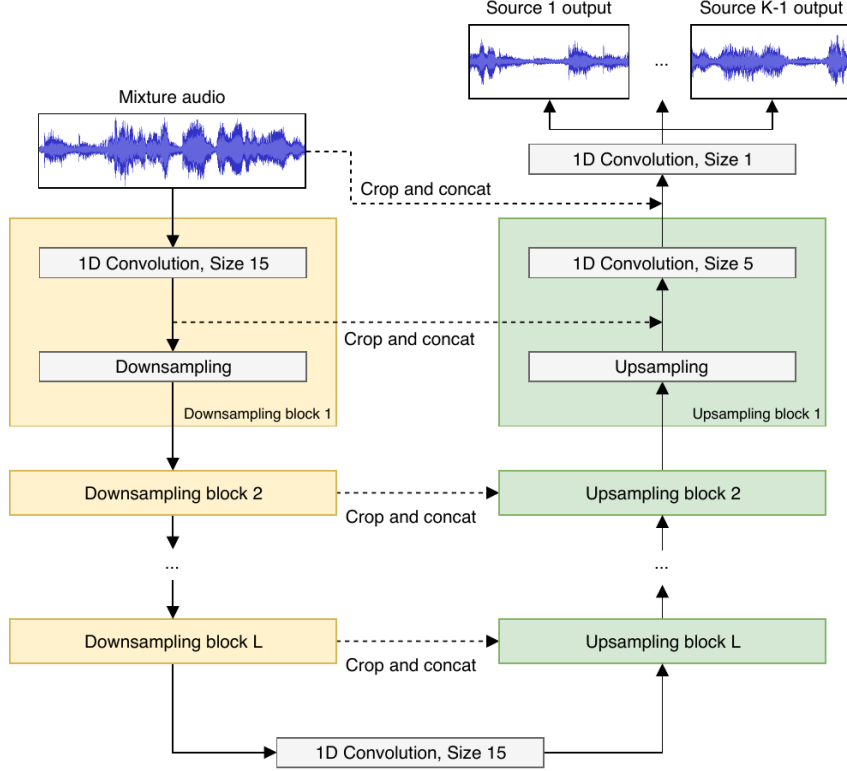 Source 1 output
Source K-1 output
...
Mixture audio
1D Convolution, Size 1
Crop and concat
1D Convolution, Size 15
1D Convolution, Size 5
Crop and concat
Downsampling
Upsampling
Downsampling block 1
Upsampling block 1
Downsampling block 2
Upsampling block 2
Crop and concat
...
...
Downsampling block L
Upsampling block L
Crop and concat
1D Convolution, Size 15